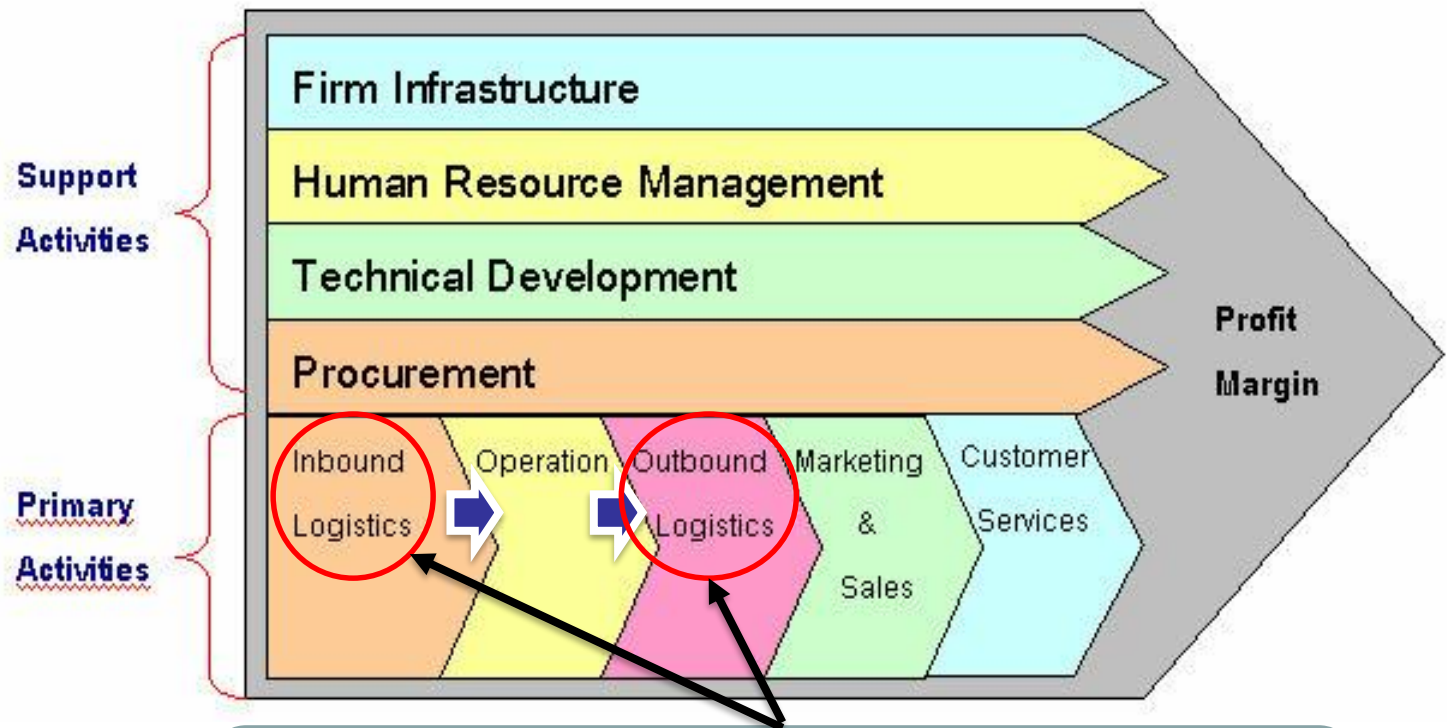 Firm Infrastructure
Human Resource Management
Technical Development
Procurement
Support
Activities
Profit
Margin
Primary
Activities
Inbound
Logistics
Operation
Outbound
Logistics
Marketing
&
Sales
Customer
Services